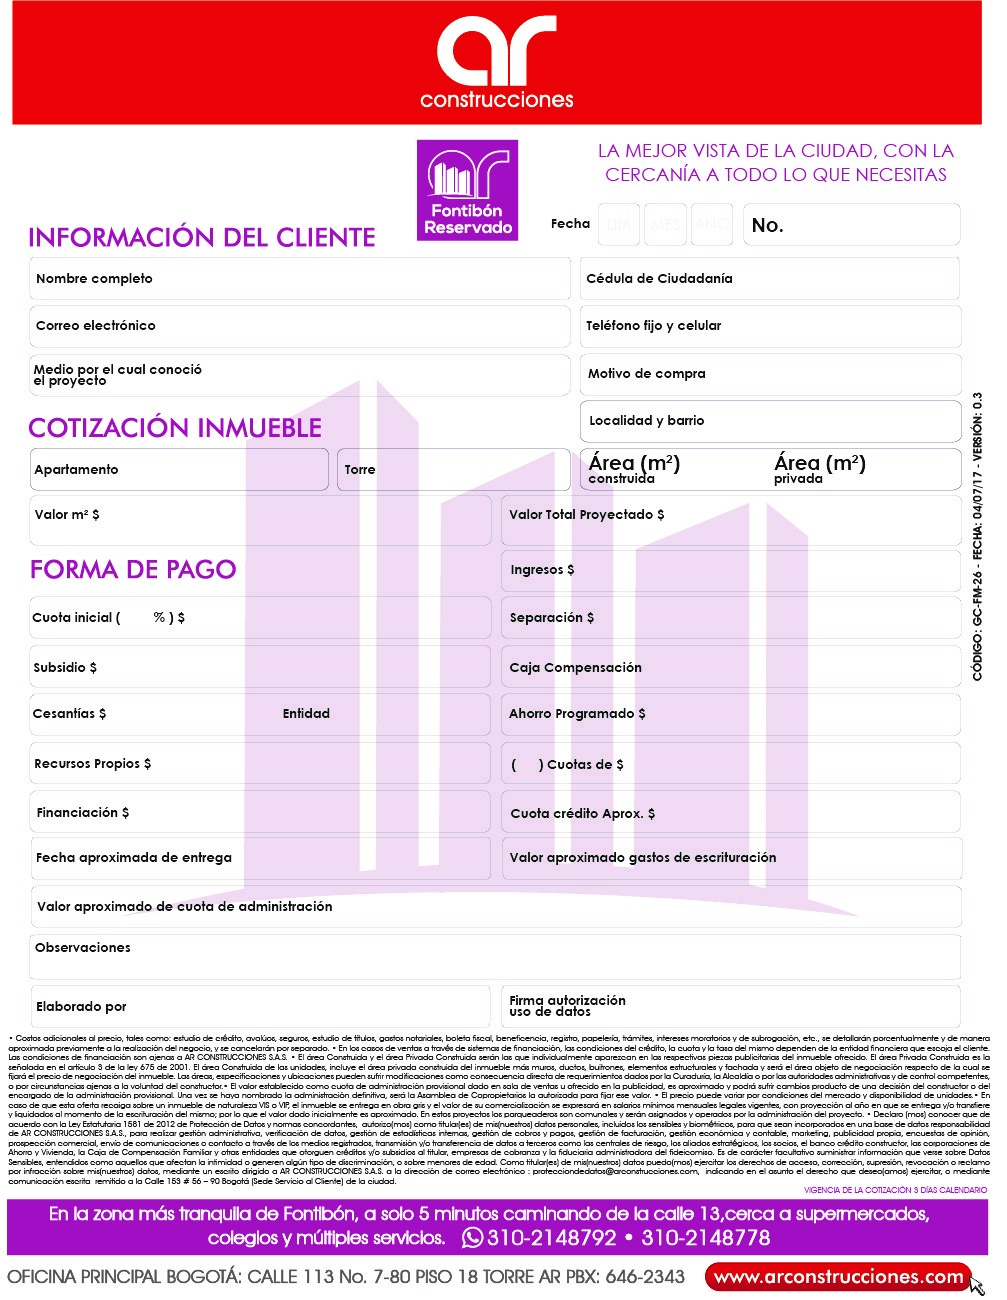 ar
construcciones
LA MEJOR VISTA DE LA CIUDAD, CON LA
CERCANÍA A TODO LO QUE NECESITAS
Fontibón
Reservado
Fecha DÍA MES ANO No.
INFORMACIÓN DEL CLIENTE
Nombre completo Cédula de Ciudadanía
Correo electrónico Teléfono fijo y celular
Medio por el cual conoció
el proyecto
Motivo de compra
Localidad y barrio
COTIZACIÓN INMUEBLE
Apartamento Torre Área (m²) construida Área (m²) privada
Valor m² $ Valor Total Proyectado $
FORMA DE PAGO
Ingresos $
Cuota inicial ( % ) $ Separación $
Subsidio $ Caja Compensación
Cesantías $ Entidad Ahorro Programado $
Recursos Propios $ ( ) Cuotas de $
Financiación $ Cuota crédito Aprox. $
Fecha aproximada de entrega Valor aproximado gastos de escrituración
Valor aproximado de cuota de administración
Observaciones
Elaborado por Firma autorización
uso de datos
CÓDIGO: GC-FM-26 - FECHA: 04/07/17 - VERSIÓN: 0.3
• Costos adicionales al precio, tales como: estudio de crédito, avalúos, seguros, estudio de títulos, gastos notariales, boleta fiscal, beneficencia, registro, papelería, trámites, intereses moratorios y de subrogación, etc., se detallarán porcentualmente y de manera
aproximada previamente a la realización del negocio, y se cancelarán por separado. • En los casos de ventas a través de sistemas de financiación, las condiciones del crédito, la cuota y la tasa del mismo dependen de la entidad financiera que escoja el cliente.
Las condiciones de financiación son ajenas a AR CONSTRUCCIONES S.A.S. • El área Construida y el área Privada Construida serán las que individualmente aparezcan en las respectivas piezas publicitarias del inmueble ofrecido. El área Privada Construida es la
señalada en el artículo 3 de la ley 675 de 2001. El área Construida de las unidades, incluye el área privada construida del inmueble más muros, ductos, buitrones, elementos estructurales y fachada y será el área objeto de negociación respecto de la cual se
fijará el precio de negociación del inmueble. Las áreas, especificaciones y ubicaciones pueden sufrir modificaciones como consecuencia directa de requerimientos dados por la Curaduría, la Alcaldía o por las autoridades administrativas y de control competentes,
o por circunstancias ajenas a la voluntad del constructor.• El valor establecido como cuota de administración provisional dado en sala de ventas u ofrecido en la publicidad, es aproximado y podrá sufrir cambios producto de una decisión del constructor o del
encargado de la administración provisional. Una vez se haya nombrado la administración definitiva, será la Asamblea de Copropietarios la autorizada para fijar ese valor. • El precio puede variar por condiciones del mercado y disponibilidad de unidades.• En
caso de que esta oferta recaiga sobre un inmueble de naturaleza VIS o VIP, el inmueble se entrega en obra gris y el valor de su comercialización se expresará en salarios mínimos mensuales legales vigentes, con proyección al año en que se entrega y/o transfiere
y liquidados al momento de la escrituración del mismo; por lo que el valor dado inicialmente es aproximado. En estos proyectos los parqueaderos son comunales y serán asignados y/o operados por la administración del proyecto. • Declaro (mos) conocer que de
acuerdo con la Ley Estatutaria 1581 de 2012 de Protección de Datos y normas concordantes, autorizo(mos) como titular(es) de mis(nuestros) datos personales, incluidos los sensibles y biométricos, para que sean incorporados en una base de datos responsabilidad
de AR CONSTRUCCIONES S.A.S., para realizar gestión administrativa, verificación de datos, gestión de estadísticas internas, gestión de cobros y pagos, gestión de facturación, gestión económica y contable, marketing, publicidad propia, encuestas de opinión,
prospección comercial, envío de comunicaciones o contacto a través de los medios registrados, transmisión y/o transferencia de datos a terceros como las centrales de riesgo, los aliados estratégicos, los socios, el banco crédito constructor, las corporaciones de
Ahorro y Vivienda, la Caja de Compensación Familiar y otras entidades que otorguen créditos y/o subsidios al titular, empresas de cobranza y la fiduciaria administradora del fideicomiso. Es de carácter facultativo suministrar información que verse sobre Datos
Sensibles, entendidos como aquellos que afectan la intimidad o generen algún tipo de discriminación, o sobre menores de edad. Como titular(es) de mis(nuestros) datos puedo(mos) ejercitar los derechos de acceso, corrección, supresión, revocación o reclamo
por infracción sobre mis(nuestros) datos, mediante un escrito dirigido a AR CONSTRUCCIONES S.A.S. a la dirección de correo electrónico : protecciondedatos@arconstrucciones.com, indicando en el asunto el derecho que desea(amos) ejercitar, o mediante
comunicación escrita remitida a la Calle 153 # 56 – 90 Bogotá (Sede Servicio al Cliente) de la ciudad.
VIGENCIA DE LA COTIZACIÓN 3 DÍAS CALENDARIO
En la zona más tranquila de Fontibón, a solo 5 minutos caminando de la calle 13,cerca a supermercados,
colegios y múltiples servicios. 310-2148792 • 310-2148778
OFICINA PRINCIPAL BOGOTÁ: CALLE 113 No. 7-80 PISO 18 TORRE AR PBX: 646-2343 www.arconstrucciones.com